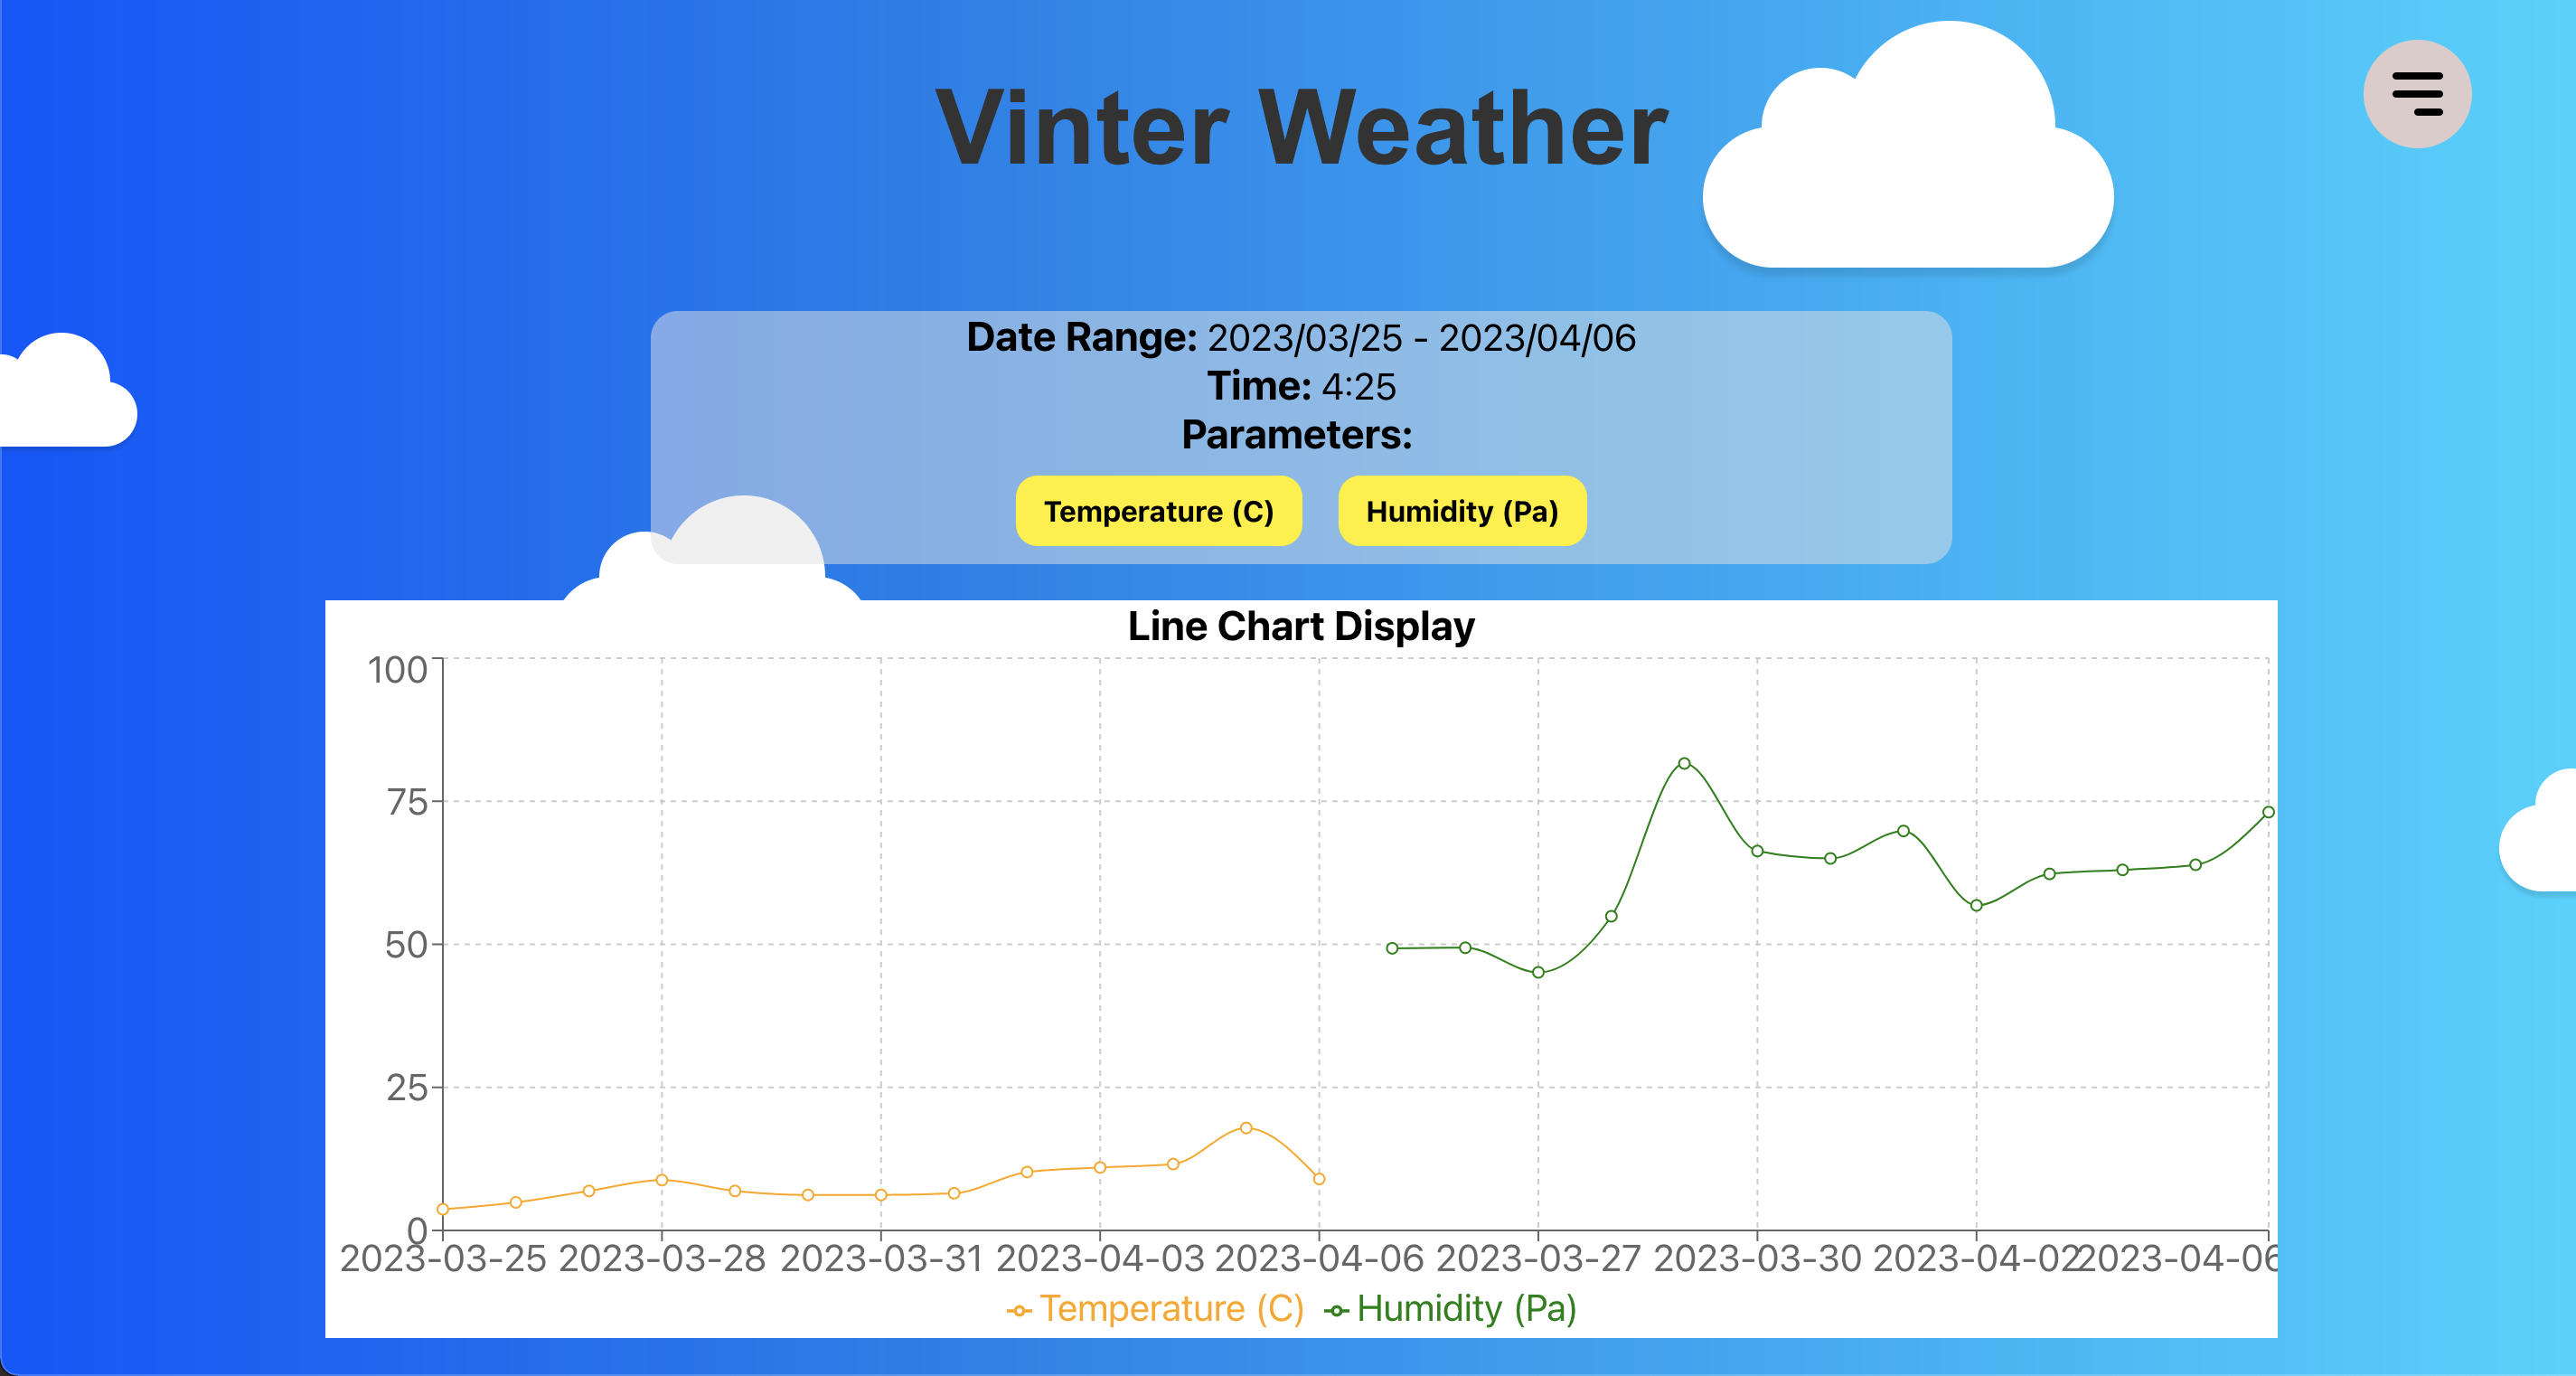 Vinter Weather
Date Range: 2023/03/25 - 2023/04/06
Time: 4:25
Parameters:
Temperature (C) Humidity (Pa)
Line Chart Display
100
75
50
25
0
2023-03-25 2023-03-28 2023-03-31 2023-04-03 2023-04-06 2023-03-27 2023-03-30 2023-04-02 2023-04-06
Temperature (C) Humidity (Pa)